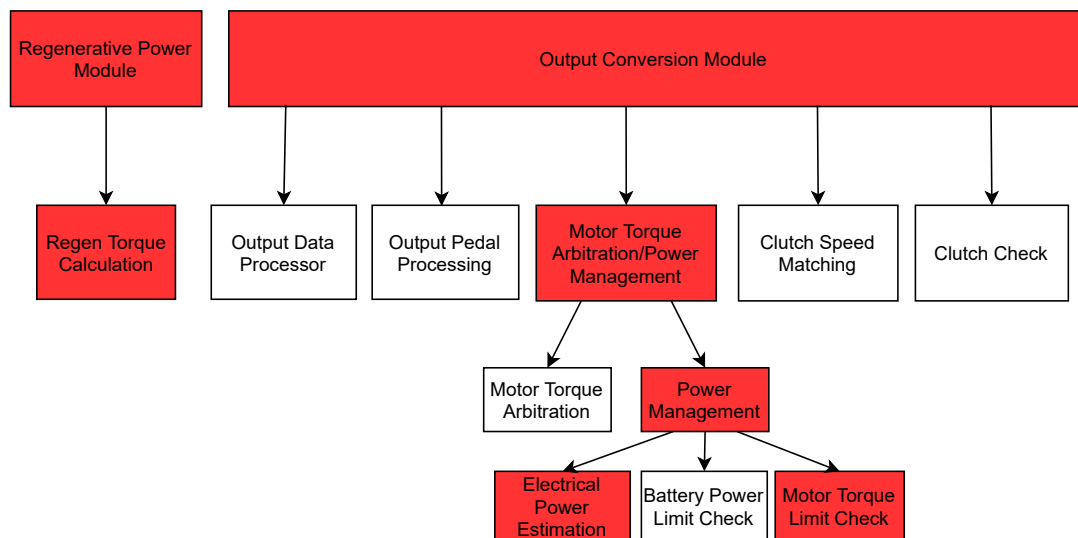 Regenerative Power
Module
Output Conversion Module
Regen Torque
Calculation
Output Data
Processor
Output Pedal
Processing
Motor Torque
Arbitration/Power
Management
Clutch Speed
Matching
Clutch Check
Motor Torque
Arbitration
Power
Management
Electrical
Power
Estimation
Battery Power
Limit Check
Motor Torque
Limit Check